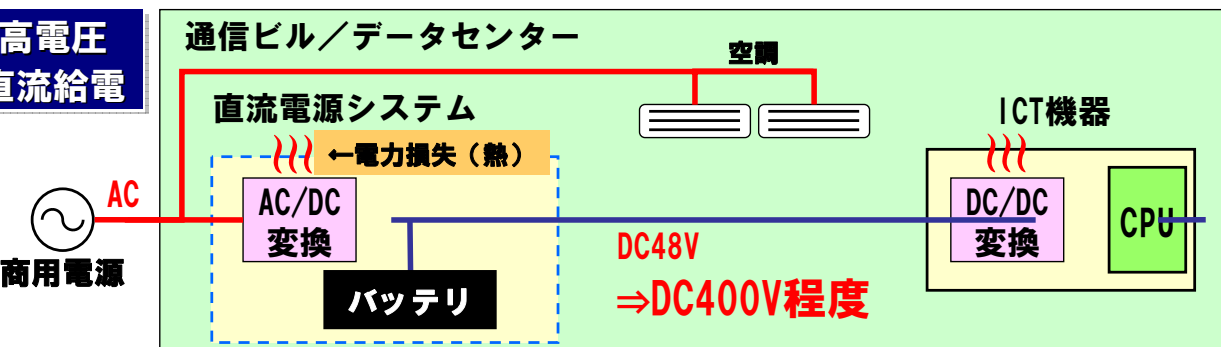 高電圧
直流給電
通信ビル／データセンター
空調
直流電源システム
ICT機器
←電力損失（熱）
AC
AC/DC
変換
DC/DC
変換
CPU
商用電源
バッテリ
DC48V
⇒DC400V程度